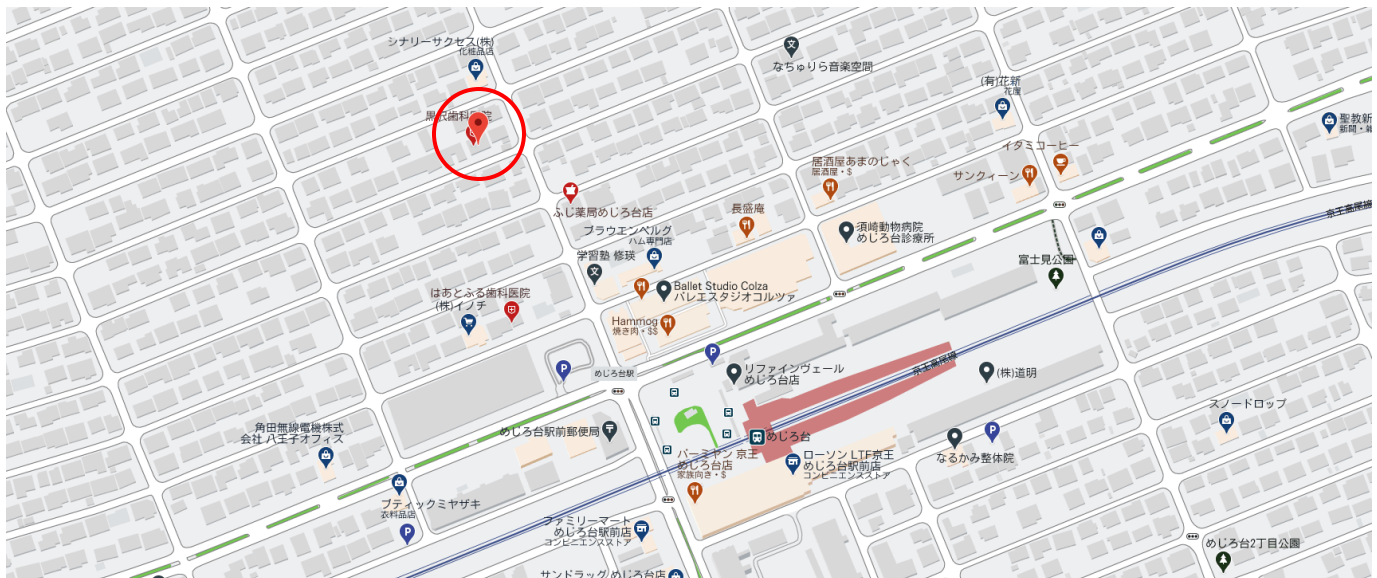 シナリーサクセス(株)
化粧品店
なちゅりら音楽空間
(有)花新
花屋
黒沢歯科医院
聖教新
イタミコーヒー
居酒屋あまのじゃく
居酒屋・$
サンクィーン
ふじ薬局めじろ台店
長盛庵
京王高尾線
ブラウエンベルグ
ハム専門店
須崎動物病院
めじろ台診療所
学習塾 修瑛
富士見公園
はあとふる歯科医院
(株)イノチ
Ballet Studio Colza
バレエスタジオコルツァ
Hammog
焼き肉・$$
めじろ台駅
リファインヴェール
めじろ台店
京王高尾線
(株)道明
P
P
スノードロップ
角田無線電機株式
会社 八王子オフィス
めじろ台駅前郵便局
めじろ台
P
なるかみ整体院
バーミヤン 京王
めじろ台店
家族向き・$
ローソン LTF京王
めじろ台駅前店
コンビニエンスストア
ブティックミヤザキ
衣料品店
P
ファミリーマート
めじろ台駅前店
コンビニエンスストア
めじろ台2丁目公園
サンドラッグ めじろ台店